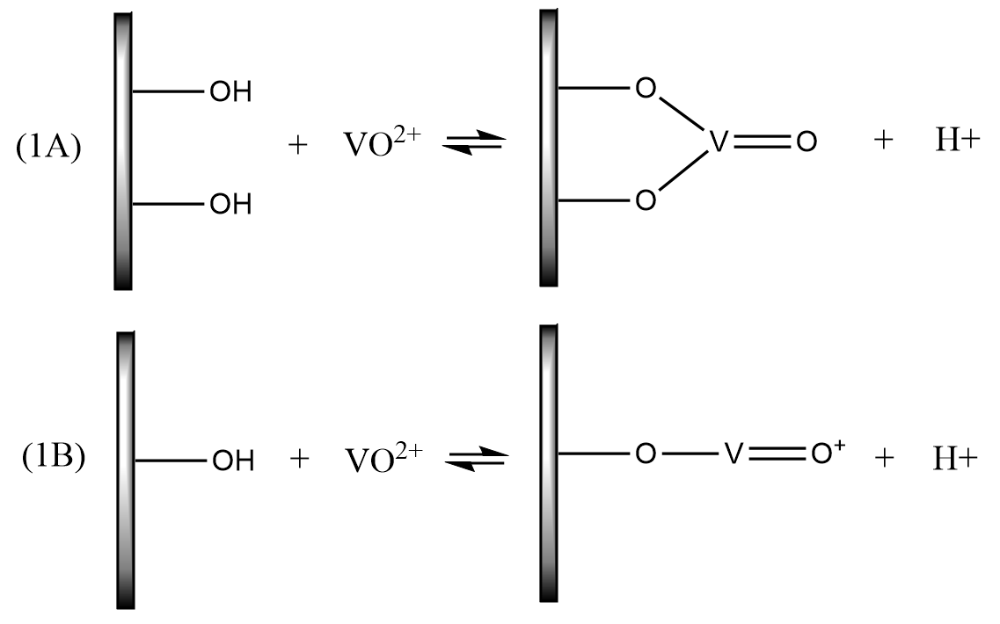 OH O
(1A) + VO²⁺ ⇌ V O + H+
OH O
(1B) OH + VO²⁺ ⇌ O V O⁺ + H+